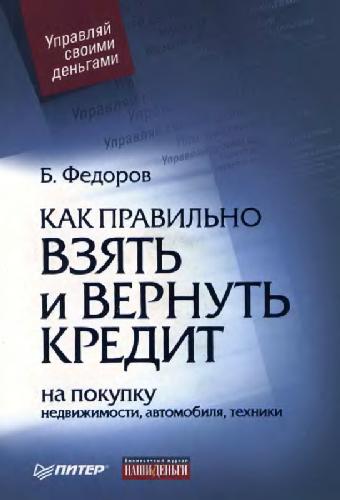 Управляй
своими
деньгами
Б. Федоров
КАК ПРАВИЛЬНО
ВЗЯТЬ
и ВЕРНУТЬ
КРЕДИТ
на покупку
недвижимости, автомобиля, техники
ПИТЕР
НАШИ ДЕНЬГИ